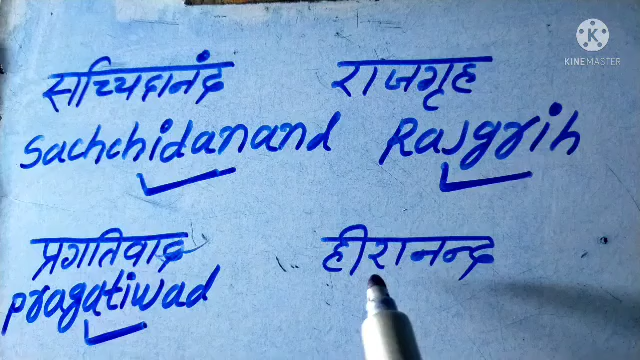 सच्चिदानंद राजगृह
Sachchidanand Rajgrih
प्रगतिवाद हीरानन्द
Pragatiwad
K
KINEMASTER